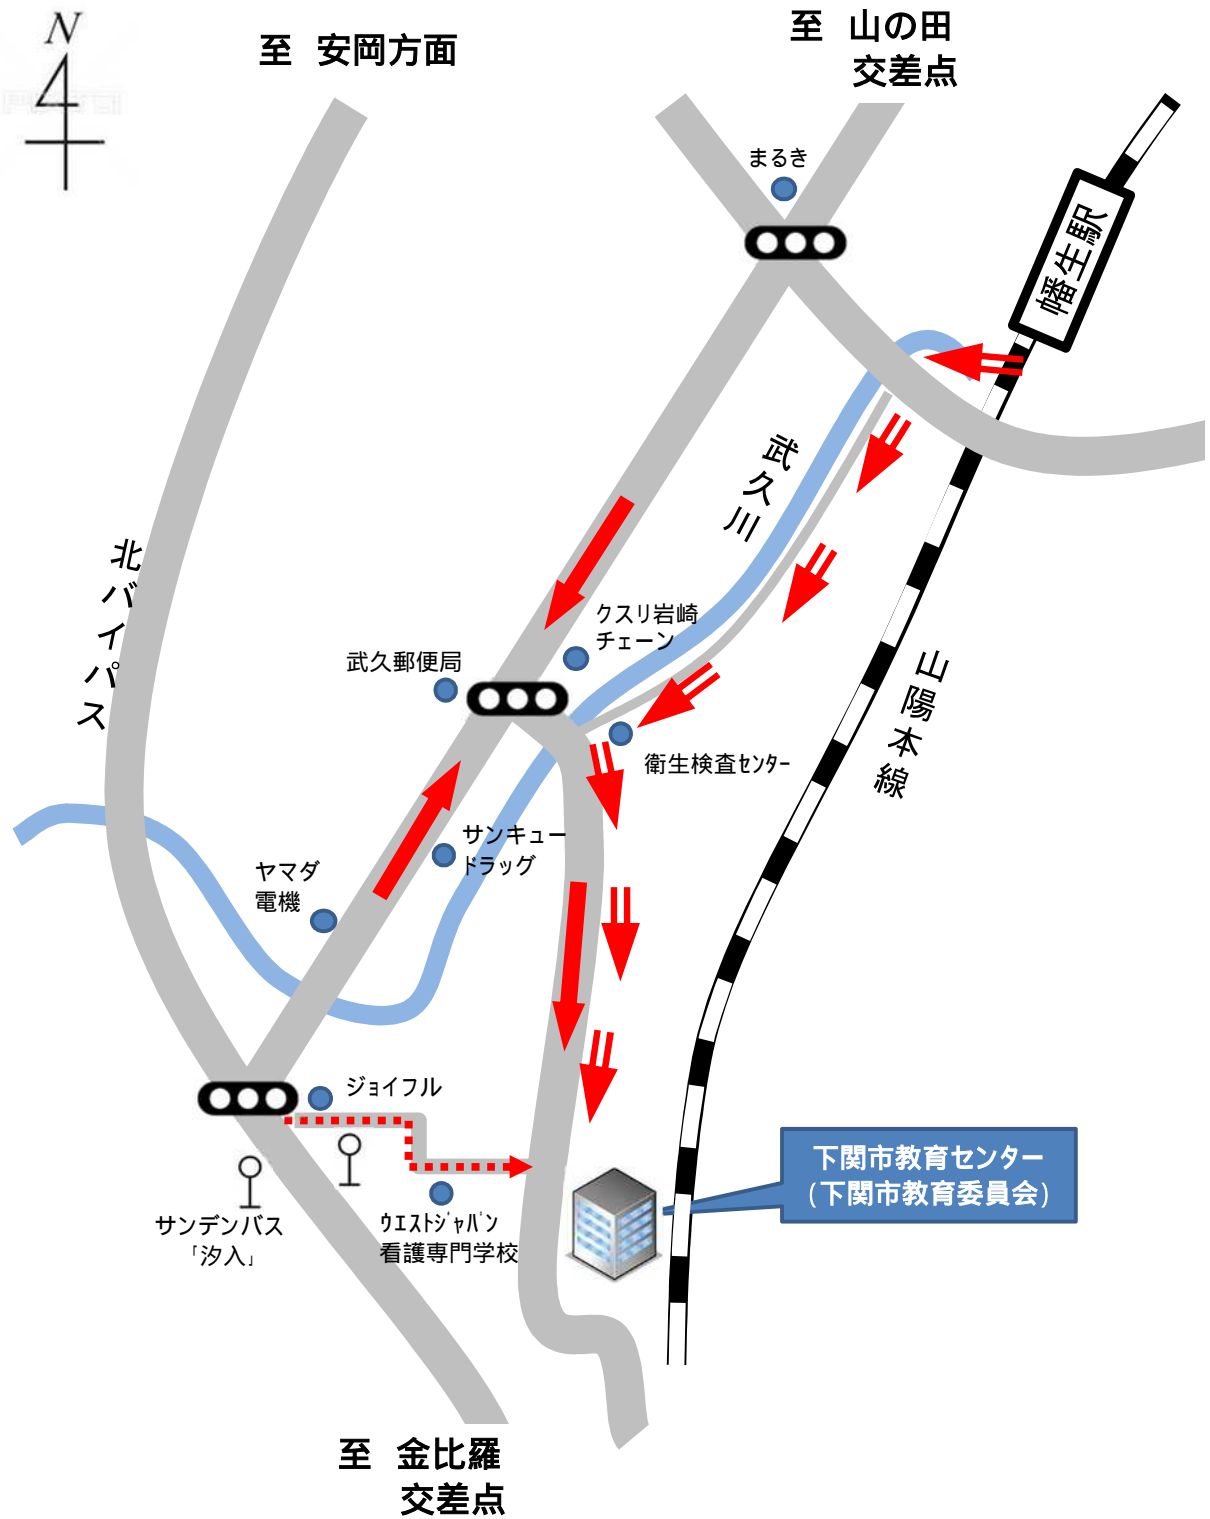 N
至 安岡方面
至 山の田
交差点
まるき
幡生駅
武久川
北バイパス
クスリ岩崎
チェーン
武久郵便局
山陽本線
衛生検査ｾﾝﾀｰ
サンキュー
ドラッグ
ヤマダ
電機
ジョイフル
下関市教育センター
(下関市教育委員会)
サンデンバス
「汐入」
ｳｴｽﾄｼﾞｬﾊﾟﾝ
看護専門学校
至 金比羅
交差点